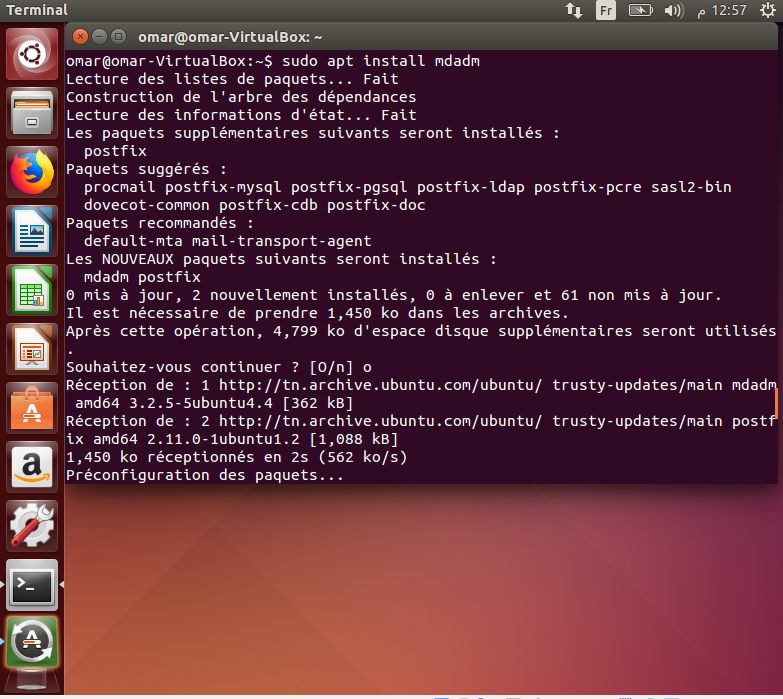 Terminal
Fr
م 12:57
omar@omar-VirtualBox: ~
omar@omar-VirtualBox:~$ sudo apt install mdadm
Lecture des listes de paquets... Fait
Construction de l'arbre des dépendances
Lecture des informations d'état... Fait
Les paquets supplémentaires suivants seront installés :
postfix
Paquets suggérés :
procmail postfix-mysql postfix-pgsql postfix-ldap postfix-pcre sasl2-bin
dovecot-common postfix-cdb postfix-doc
Paquets recommandés :
default-mta mail-transport-agent
Les NOUVEAUX paquets suivants seront installés :
mdadm postfix
0 mis à jour, 2 nouvellement installés, 0 à enlever et 61 non mis à jour.
Il est nécessaire de prendre 1,450 ko dans les archives.
Après cette opération, 4,799 ko d'espace disque supplémentaires seront utilisés
.
Souhaitez-vous continuer ? [O/n] o
Réception de : 1 http://tn.archive.ubuntu.com/ubuntu/ trusty-updates/main mdadm
amd64 3.2.5-5ubuntu4.4 [362 kB]
Réception de : 2 http://tn.archive.ubuntu.com/ubuntu/ trusty-updates/main postf
ix amd64 2.11.0-1ubuntu1.2 [1,088 kB]
1,450 ko réceptionnés en 2s (562 ko/s)
Préconfiguration des paquets...